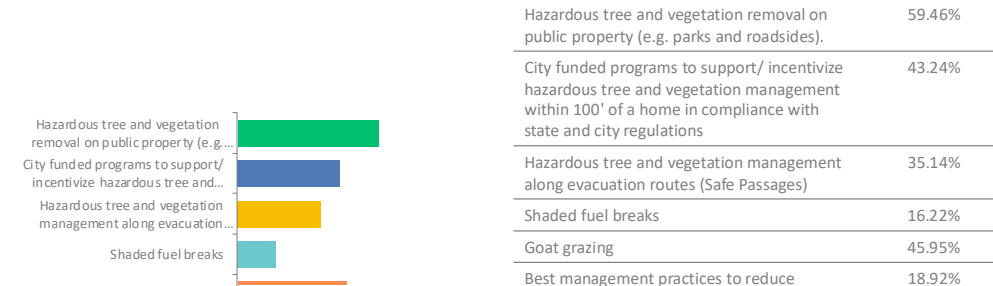 Hazardous tree and vegetation
removal on public property (e.g....
City funded programs to support/
incentivize hazardous tree and...
Hazardous tree and vegetation
management along evacuation...
Shaded fuel breaks
Hazardous tree and vegetation removal on 59.46%
public property (e.g. parks and roadsides).
City funded programs to support/ incentivize 43.24%
hazardous tree and vegetation management
within 100' of a home in compliance with
state and city regulations
Hazardous tree and vegetation management 35.14%
along evacuation routes (Safe Passages)
Shaded fuel breaks 16.22%
Goat grazing 45.95%
Best management practices to reduce 18.92%